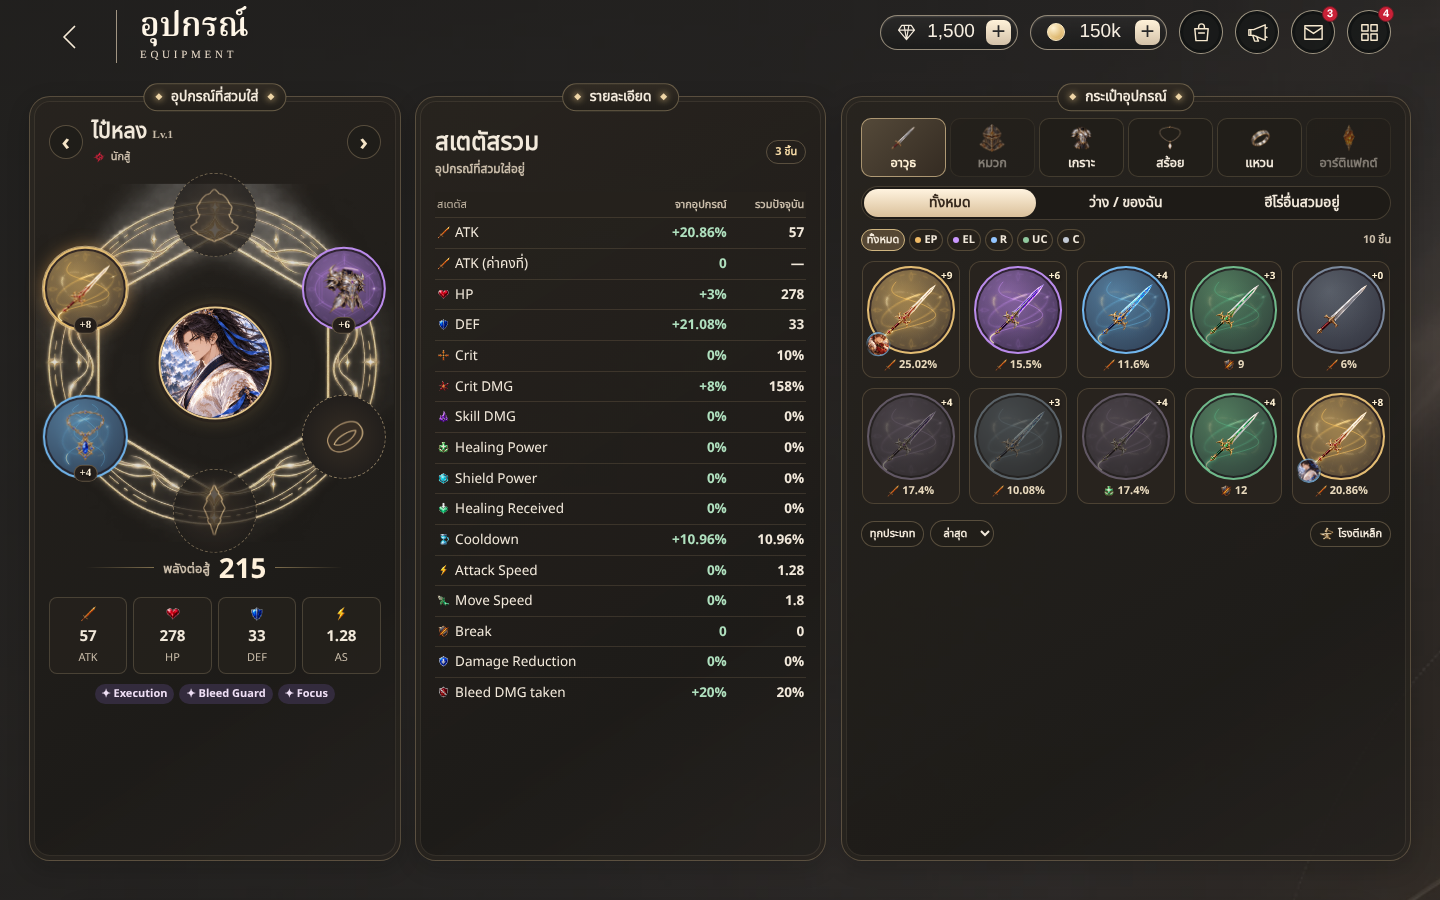 อุปกรณ์
EQUIPMENT
1,500 +
150k +
3
4
อุปกรณ์ที่สวมใส่
ไป๋หลง Lv.1
นักสู้
+8
+6
+4
พลังต่อสู้ 215
57 278 33 1.28
ATK HP DEF AS
✦ Execution ✦ Bleed Guard ✦ Focus
รายละเอียด
สเตตัสรวม
อุปกรณ์ที่สวมใส่อยู่
3 ชิ้น
สเตตัส จากอุปกรณ์ รวมปัจจุบัน
ATK +20.86% 57
ATK (ค่าคงที่) 0 —
HP +3% 278
DEF +21.08% 33
Crit 0% 10%
Crit DMG +8% 158%
Skill DMG 0% 0%
Healing Power 0% 0%
Shield Power 0% 0%
Healing Received 0% 0%
Cooldown +10.96% 10.96%
Attack Speed 0% 1.28
Move Speed 0% 1.8
Break 0 0
Damage Reduction 0% 0%
Bleed DMG taken +20% 20%
กระเป๋าอุปกรณ์
อาวุธ หมวก เกราะ สร้อย แหวน อาร์ติแฟกต์
ทั้งหมด ว่าง / ของฉัน ฮีโร่อื่นสวมอยู่
ทั้งหมด EP EL R UC C 10 ชิ้น
+9 +6 +4 +3 +0
25.02% 15.5% 11.6% 9 6%
+4 +3 +4 +4 +8
17.4% 10.08% 17.4% 12 20.86%
ทุกประเภท ล่าสุด โรงตีเหล็ก